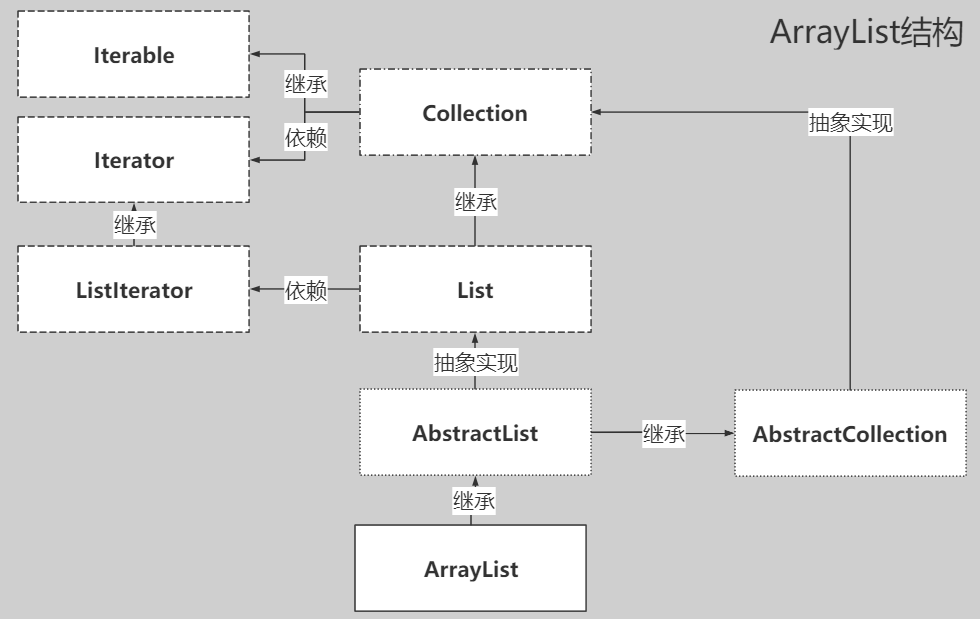 ArrayList结构
Iterable
继承
Collection
抽象实现
依赖
Iterator
继承
继承
ListIterator
依赖
List
抽象实现
AbstractList
继承
AbstractCollection
继承
ArrayList